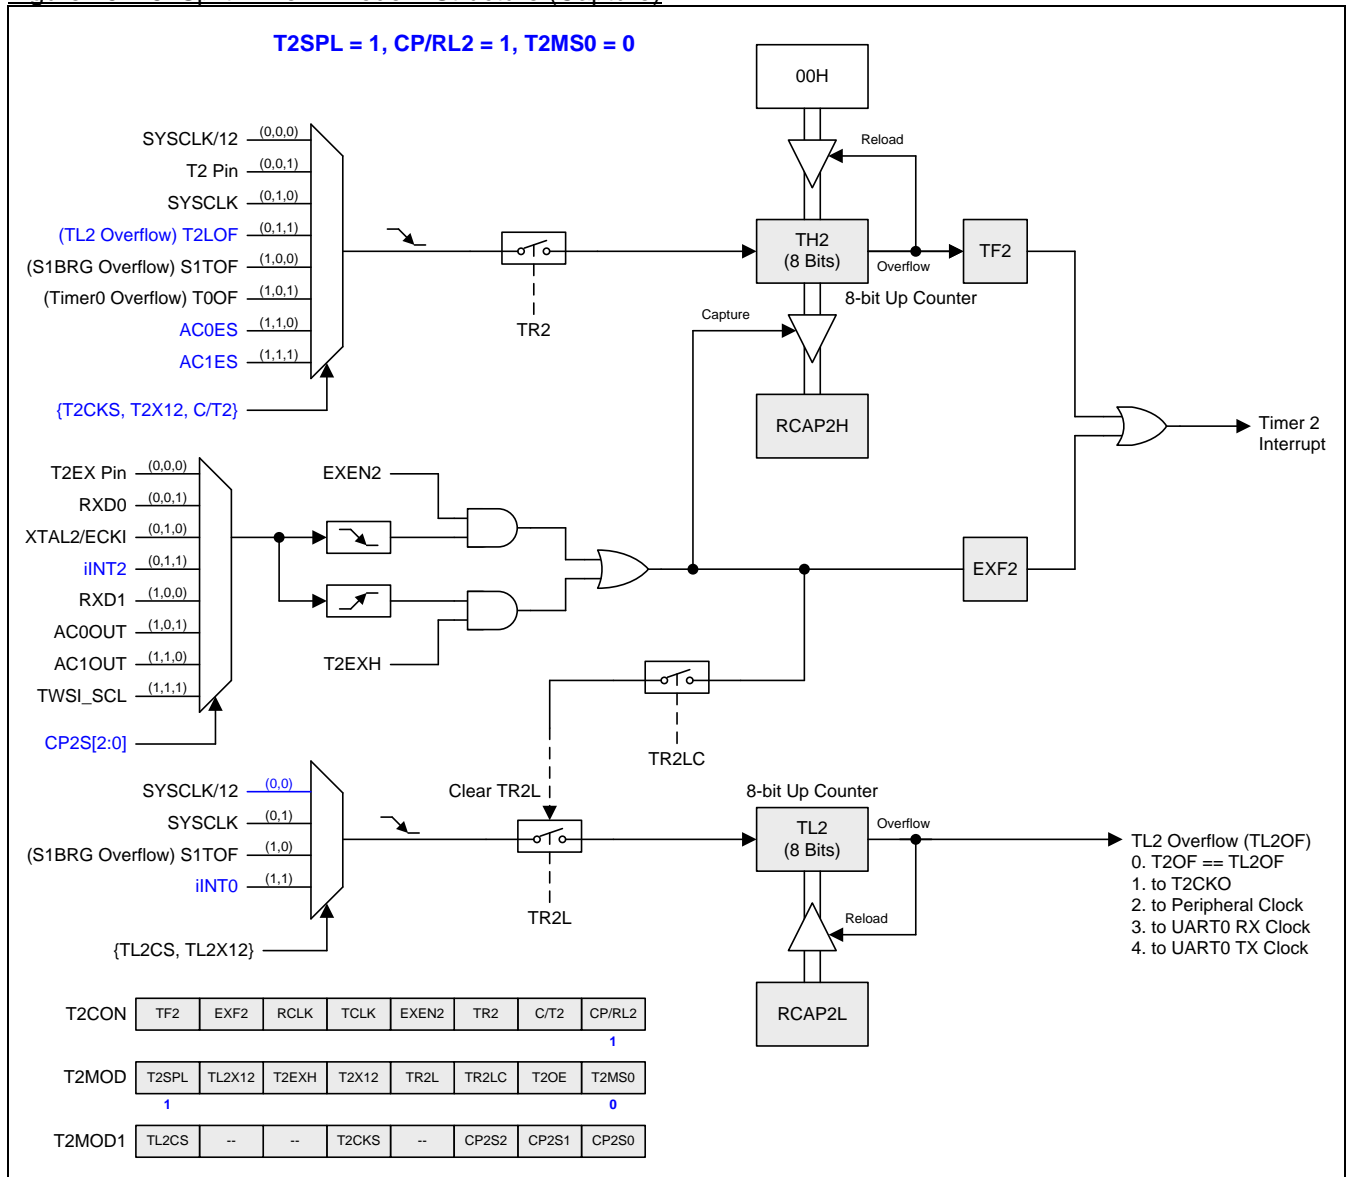 T2SPL = 1, CP/RL2 = 1, T2MS0 = 0
00H
Reload
SYSCLK/12 (0,0,0)
T2 Pin (0,0,1)
SYSCLK (0,1,0)
(TL2 Overflow) T2LOF (0,1,1)
(S1BRG Overflow) S1TOF (1,0,0)
(Timer0 Overflow) T0OF (1,0,1)
AC0ES (1,1,0)
AC1ES (1,1,1)
{T2CKS, T2X12, C/T2}
TR2
TH2
(8 Bits)
Overflow
TF2
8-bit Up Counter
Capture
RCAP2H
Timer 2
Interrupt
T2EX Pin (0,0,0)
RXD0 (0,0,1)
XTAL2/ECKI (0,1,0)
iINT2 (0,1,1)
RXD1 (1,0,0)
AC0OUT (1,0,1)
AC1OUT (1,1,0)
TWSI_SCL (1,1,1)
CP2S[2:0]
EXEN2
T2EXH
EXF2
TR2LC
SYSCLK/12 (0,0)
SYSCLK (0,1)
(S1BRG Overflow) S1TOF (1,0)
iINT0 (1,1)
{TL2CS, TL2X12}
Clear TR2L
TR2L
8-bit Up Counter
TL2
(8 Bits)
Overflow
Reload
RCAP2L
TL2 Overflow (TL2OF)
0. T2OF == TL2OF
1. to T2CKO
2. to Peripheral Clock
3. to UART0 RX Clock
4. to UART0 TX Clock
T2CON TF2 EXF2 RCLK TCLK EXEN2 TR2 C/T2 CP/RL2
1
T2MOD T2SPL TL2X12 T2EXH T2X12 TR2L TR2LC T2OE T2MS0
1 0
T2MOD1 TL2CS -- -- T2CKS -- CP2S2 CP2S1 CP2S0